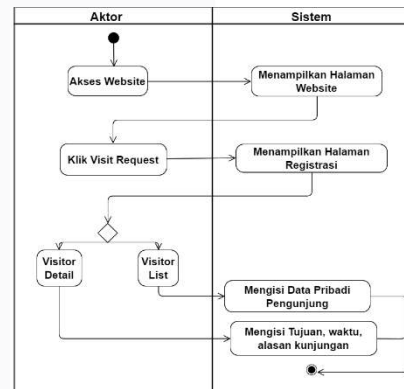 Aktor
Sistem
Akses Website
Menampilkan Halaman
Website
Klik Visit Request
Menampilkan Halaman
Registrasi
Visitor
Detail
Visitor
List
Mengisi Data Pribadi
Pengunjung
Mengisi Tujuan, waktu,
alasan kunjungan